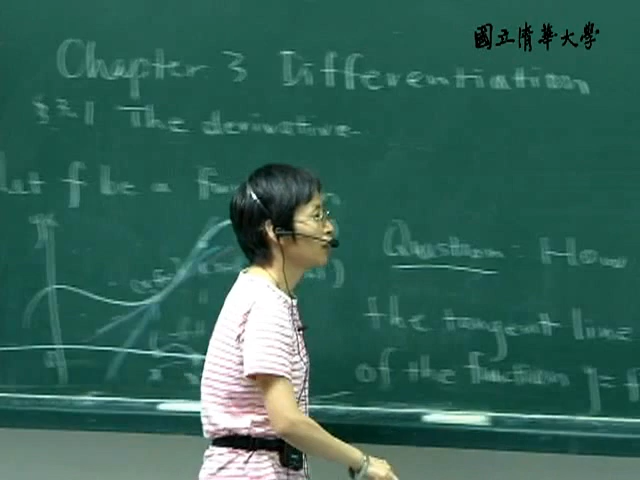 國立清華大學
Chapter 3 Differentiation
§3.1 The derivative
let f be a
Question: How
the tangent line
of the function y=f